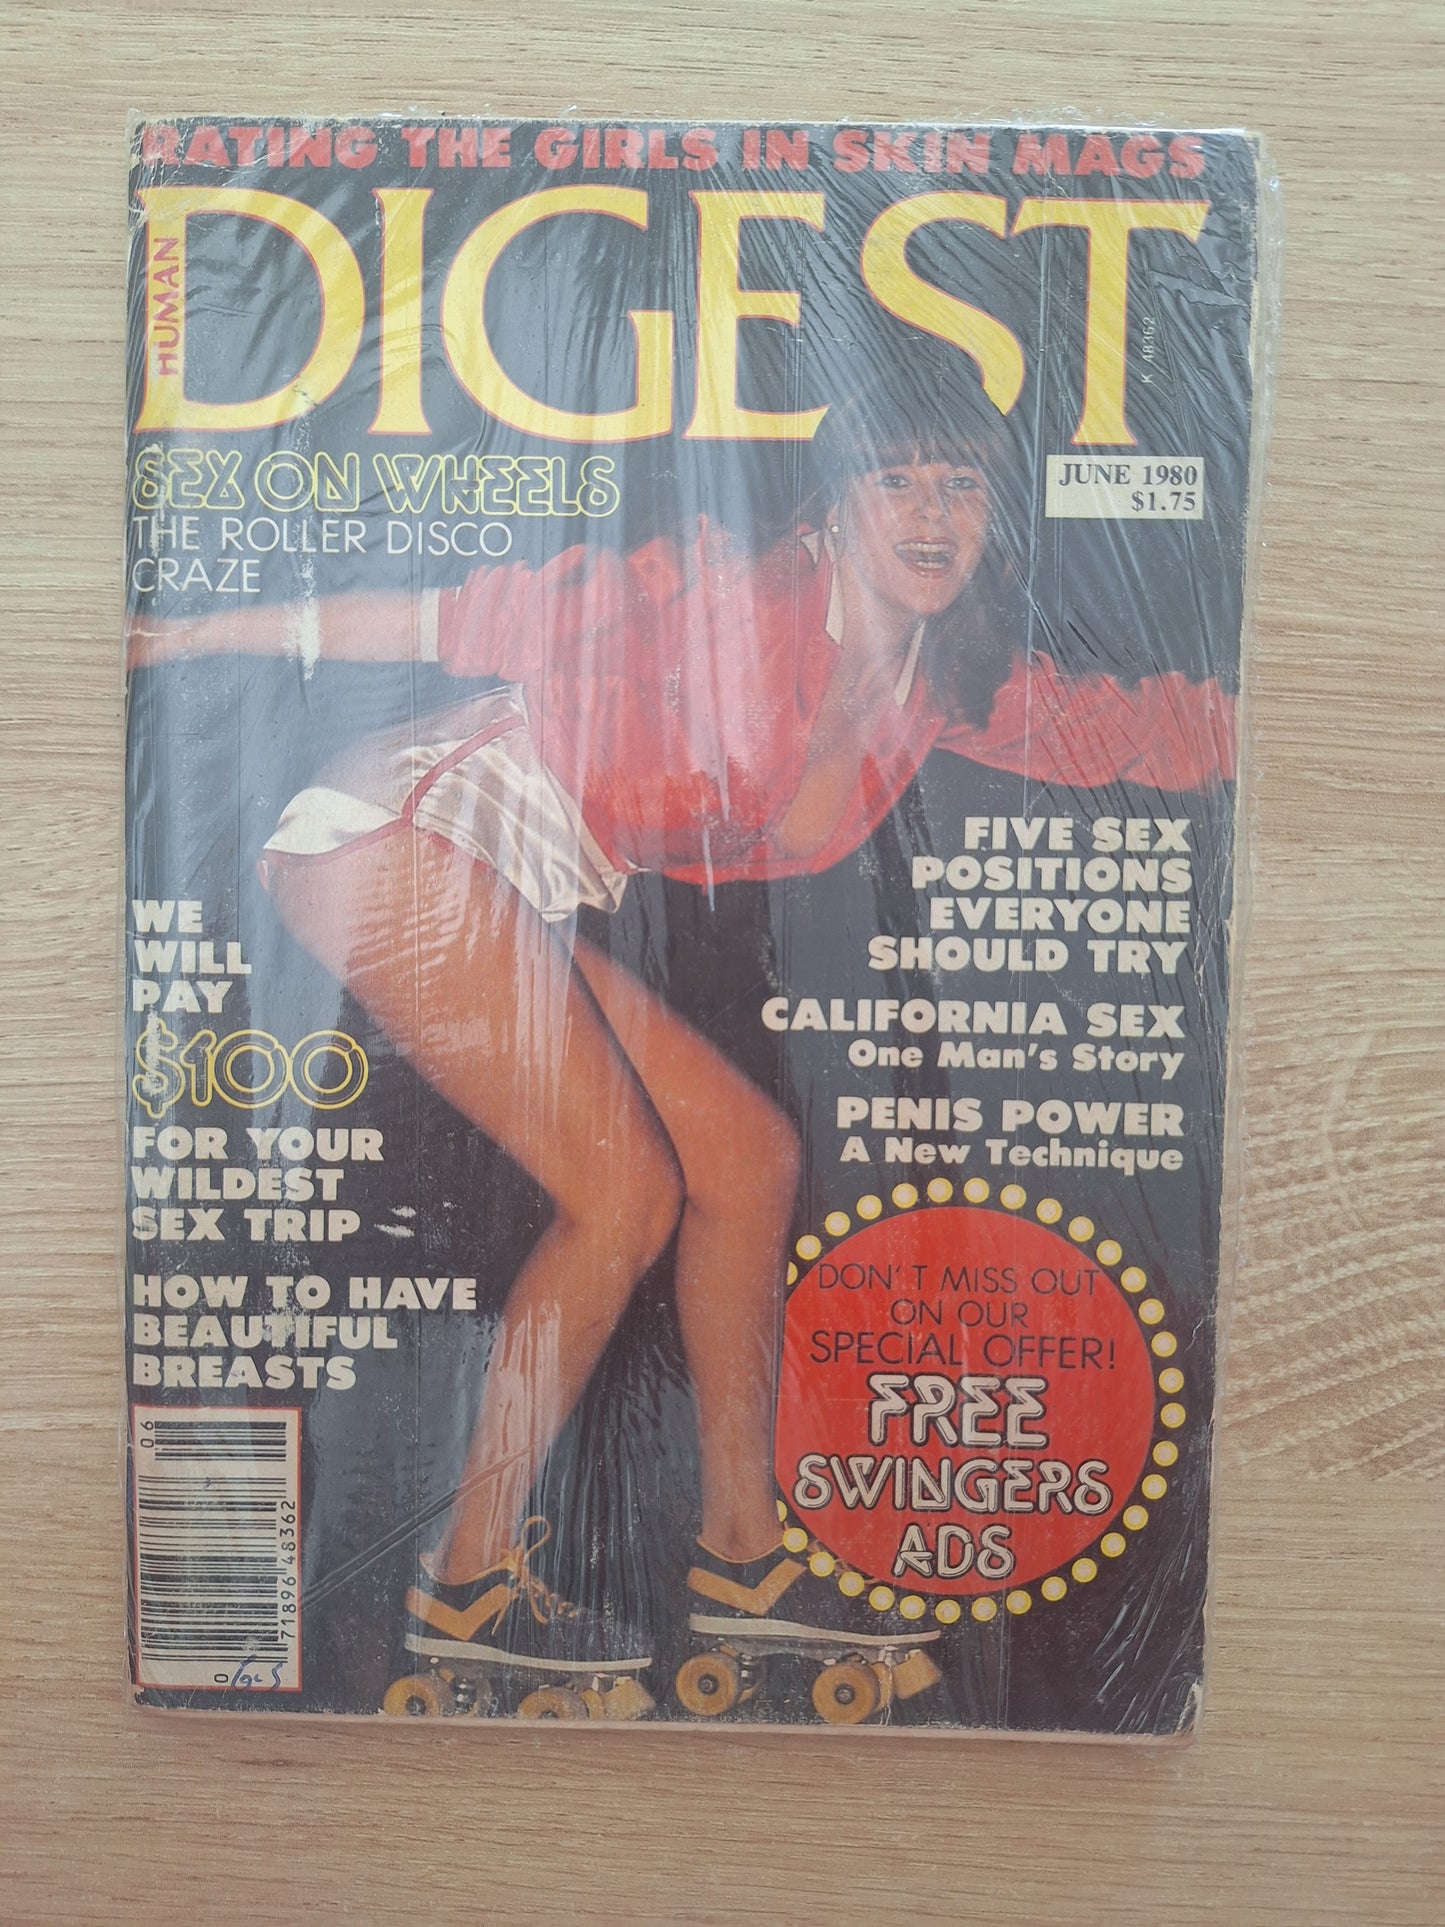 RATING THE GIRLS IN SKIN MAGS
HUMAN
DIGEST
K 48362
JUNE 1980
$1.75
SEX ON WHEELS
THE ROLLER DISCO
CRAZE
FIVE SEX
POSITIONS
EVERYONE
SHOULD TRY
CALIFORNIA SEX
One Man's Story
PENIS POWER
A New Technique
WE
WILL
PAY
$100
FOR YOUR
WILDEST
SEX TRIP
HOW TO HAVE
BEAUTIFUL
BREASTS
DON'T MISS OUT
ON OUR
SPECIAL OFFER!
FREE
SWINGERS
ADS
06
71896 48362
0